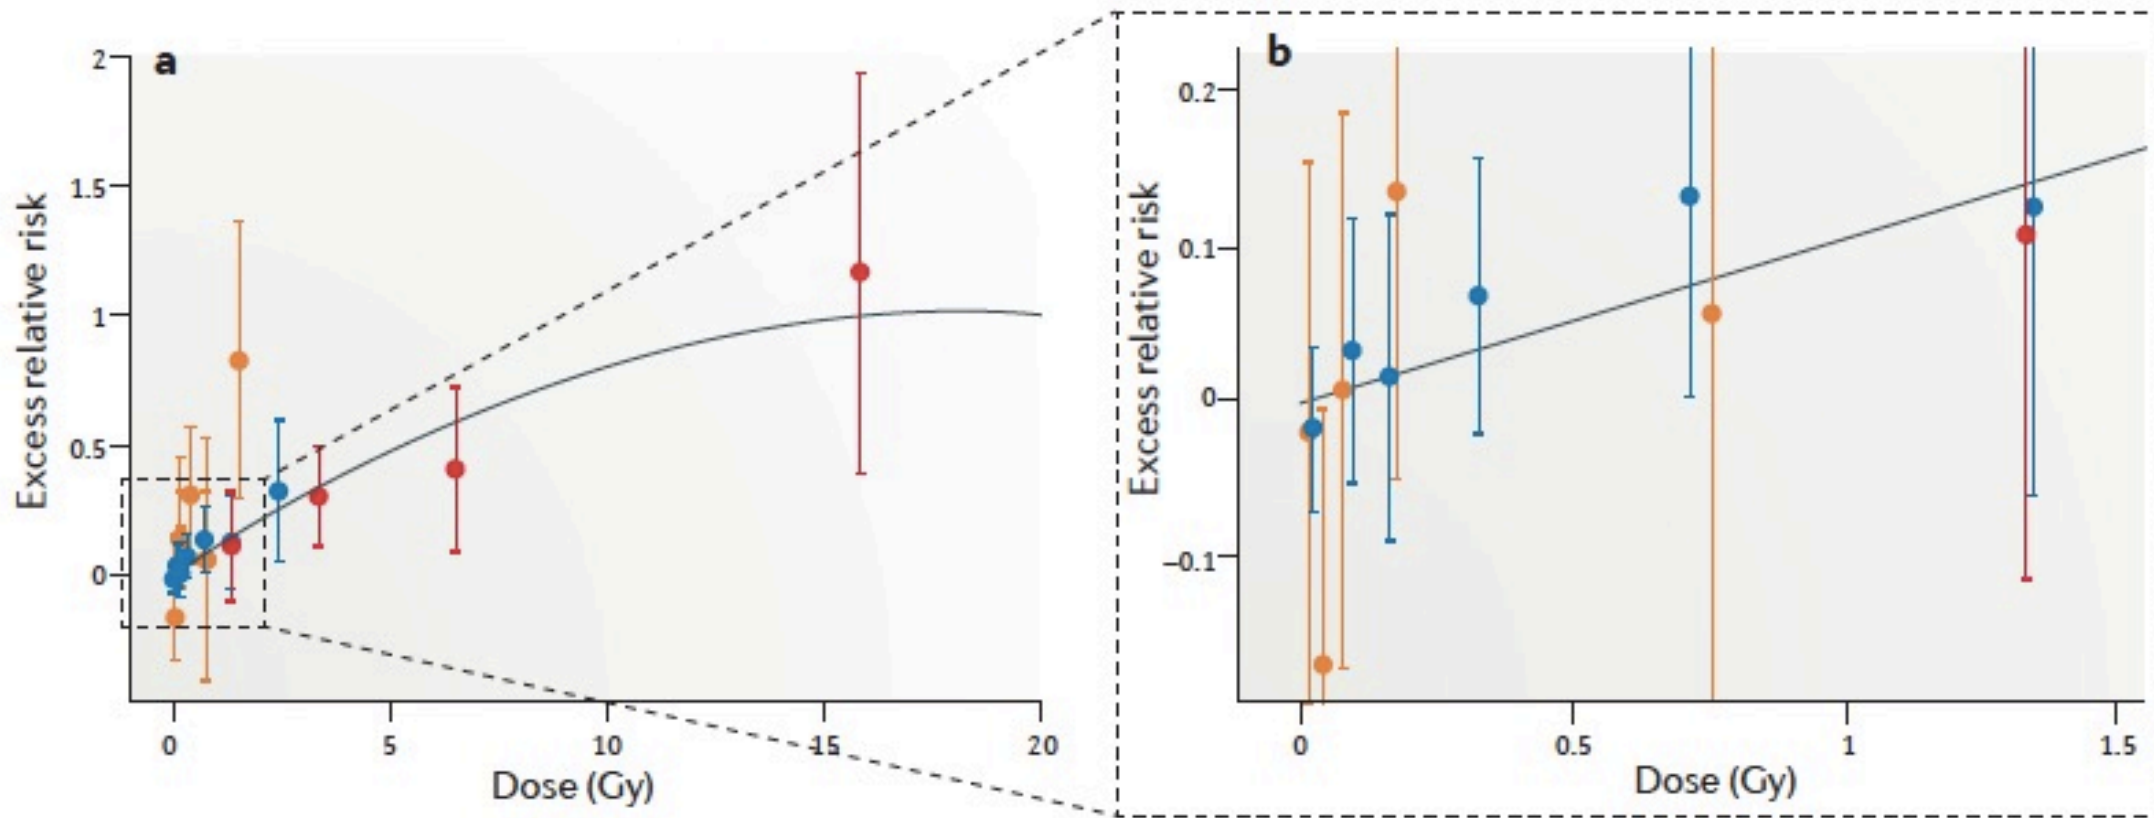 a
2
1.5
1
0.5
0
Excess relative risk
0 5 10 15 20
Dose (Gy)
b
0.2
0.1
0
–0.1
Excess relative risk
0 0.5 1 1.5
Dose (Gy)